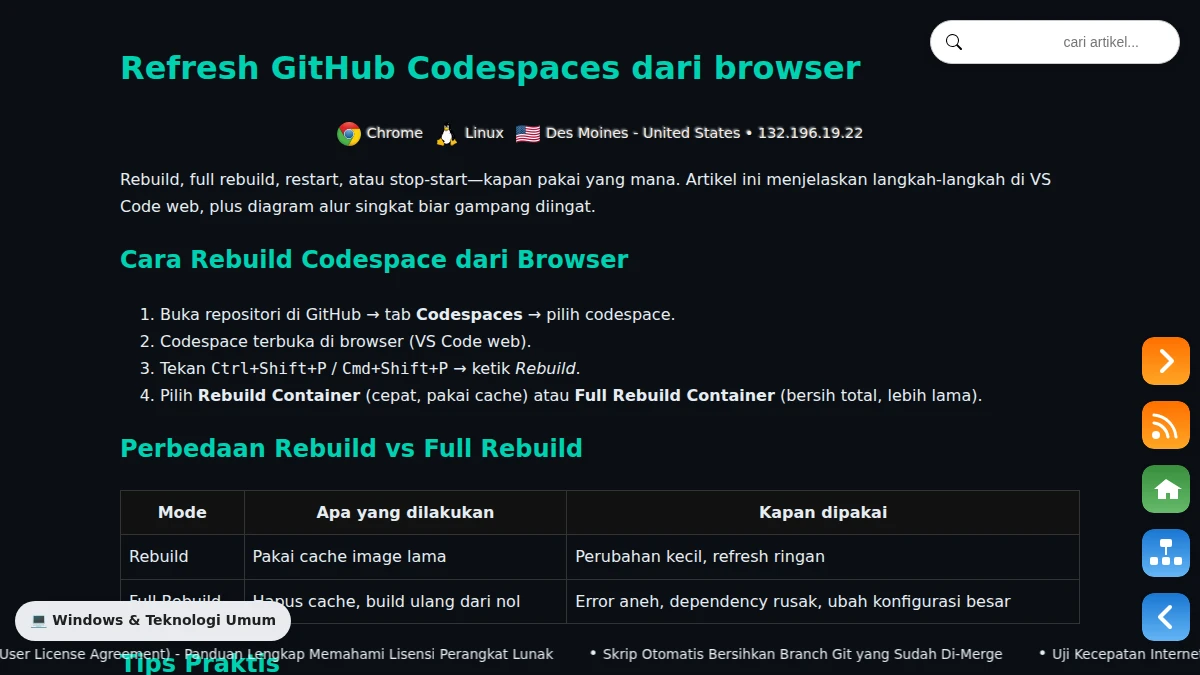 cari artikel...
Refresh GitHub Codespaces dari browser
Chrome Linux Des Moines - United States • 132.196.19.22
Rebuild, full rebuild, restart, atau stop-start—kapan pakai yang mana. Artikel ini menjelaskan langkah-langkah di VS
Code web, plus diagram alur singkat biar gampang diingat.
Cara Rebuild Codespace dari Browser
1. Buka repositori di GitHub → tab Codespaces → pilih codespace.
2. Codespace terbuka di browser (VS Code web).
3. Tekan Ctrl+Shift+P / Cmd+Shift+P → ketik Rebuild.
4. Pilih Rebuild Container (cepat, pakai cache) atau Full Rebuild Container (bersih total, lebih lama).
Perbedaan Rebuild vs Full Rebuild
Mode Apa yang dilakukan Kapan dipakai
Rebuild Pakai cache image lama Perubahan kecil, refresh ringan
Full Rebuild Hapus cache, build ulang dari nol Error aneh, dependency rusak, ubah konfigurasi besar
Windows & Teknologi Umum
Tips Praktis
User License Agreement) - Panduan Lengkap Memahami Lisensi Perangkat Lunak • Skrip Otomatis Bersihkan Branch Git yang Sudah Di-Merge • Uji Kecepatan Internet